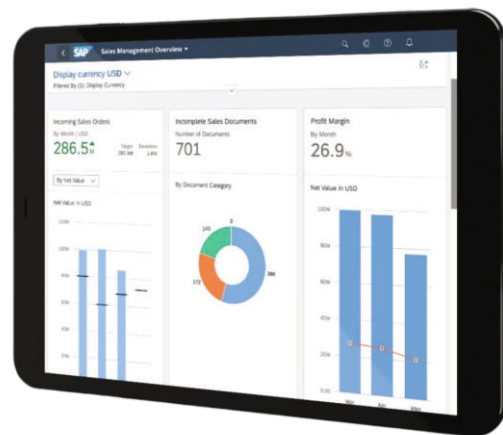 SAP
Sales Management Overview
Display currency USD
Filtered By (1): Display Currency
Incoming Sales Orders
By Month | USD
286.5
M
Target
Deviation
By Net Value
Net Value in USD
120M
100M
80M
60M
40M
20M
Incomplete Sales Documents
Number of Documents
701
By Document Category
386
Profit Margin
By Month
26.9%
Net Value in USD
100M
80M
60M
40M
20M
0.00
Mar
Apr
May